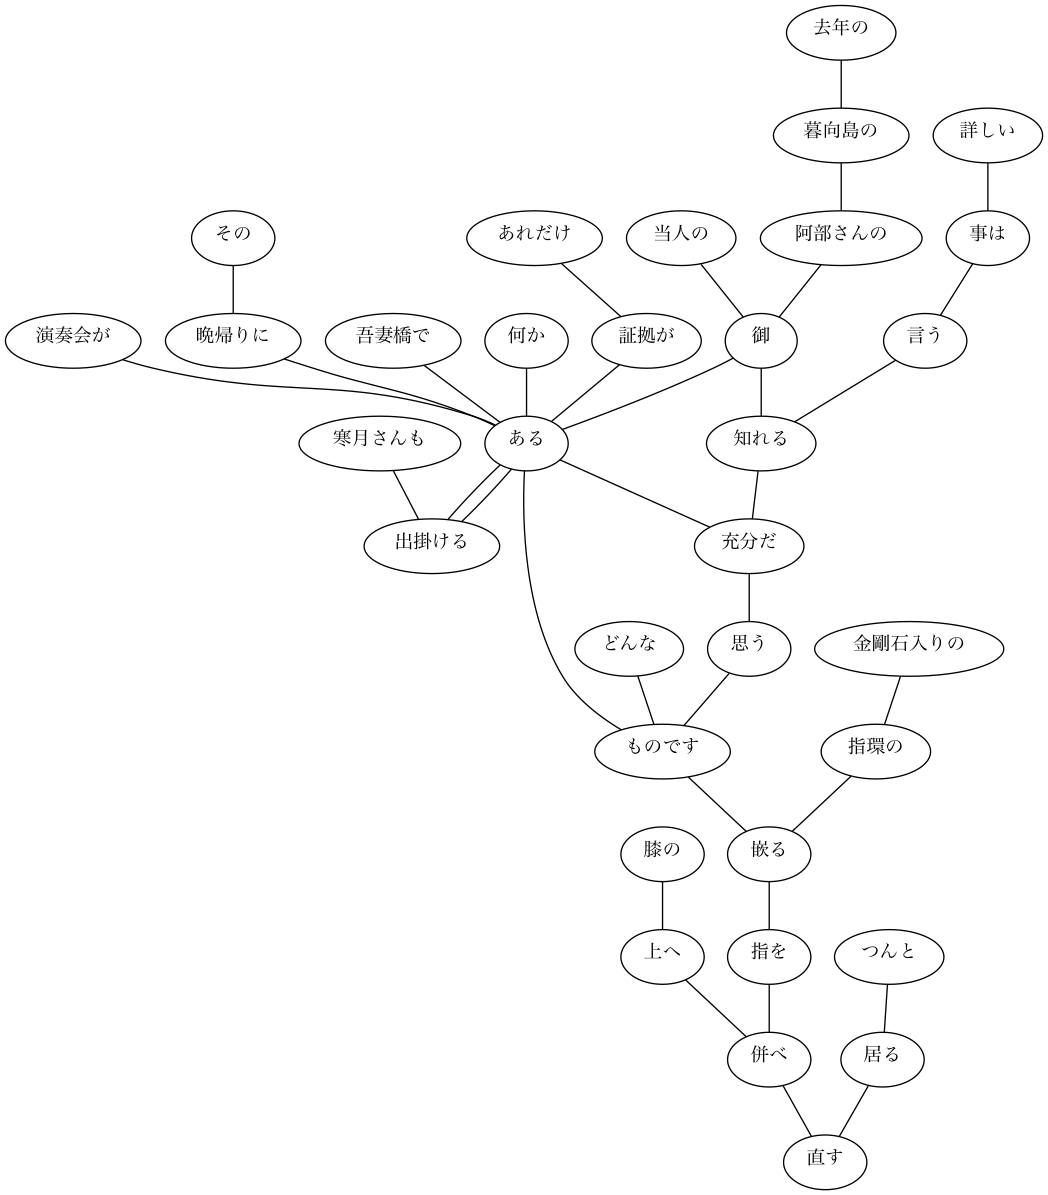 去年の
暮向島の
詳しい
その
あれだけ
当人の
阿部さんの
事は
演奏会が
晩帰りに
吾妻橋で
何か
証拠が
御
言う
寒月さんも
ある
知れる
出掛ける
充分だ
どんな
思う
金剛石入りの
ものです
指環の
膝の
嵌る
上へ
指を
つんと
併べ
居る
直す